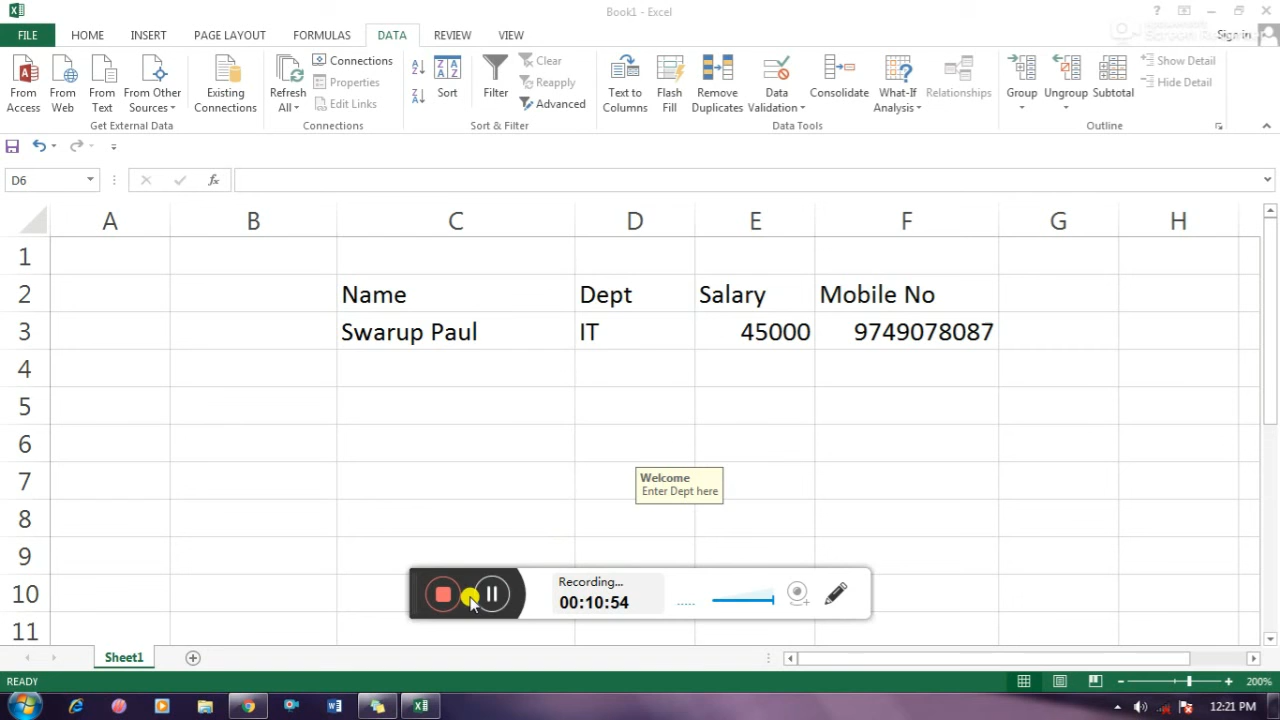 Book1 - Excel
FILE HOME INSERT PAGE LAYOUT FORMULAS DATA REVIEW VIEW Sign in
From Access
From Web
From Text
From Other Sources
Existing Connections
Get External Data
Refresh All
Connections
Properties
Edit Links
Connections
Sort
Filter
Clear
Reapply
Advanced
Sort & Filter
Text to Columns
Flash Fill
Remove Duplicates
Data Validation
Consolidate
What-If Analysis
Relationships
Data Tools
Group
Ungroup
Subtotal
Show Detail
Hide Detail
Outline
D6 fx
A B C D E F G H
1
2 Name Dept Salary Mobile No
3 Swarup Paul IT 45000 9749078087
4
5
6
7
Welcome
Enter Dept here
8
9
10
11
Recording...
00:10:54
Sheet1
READY 200%
12:21 PM